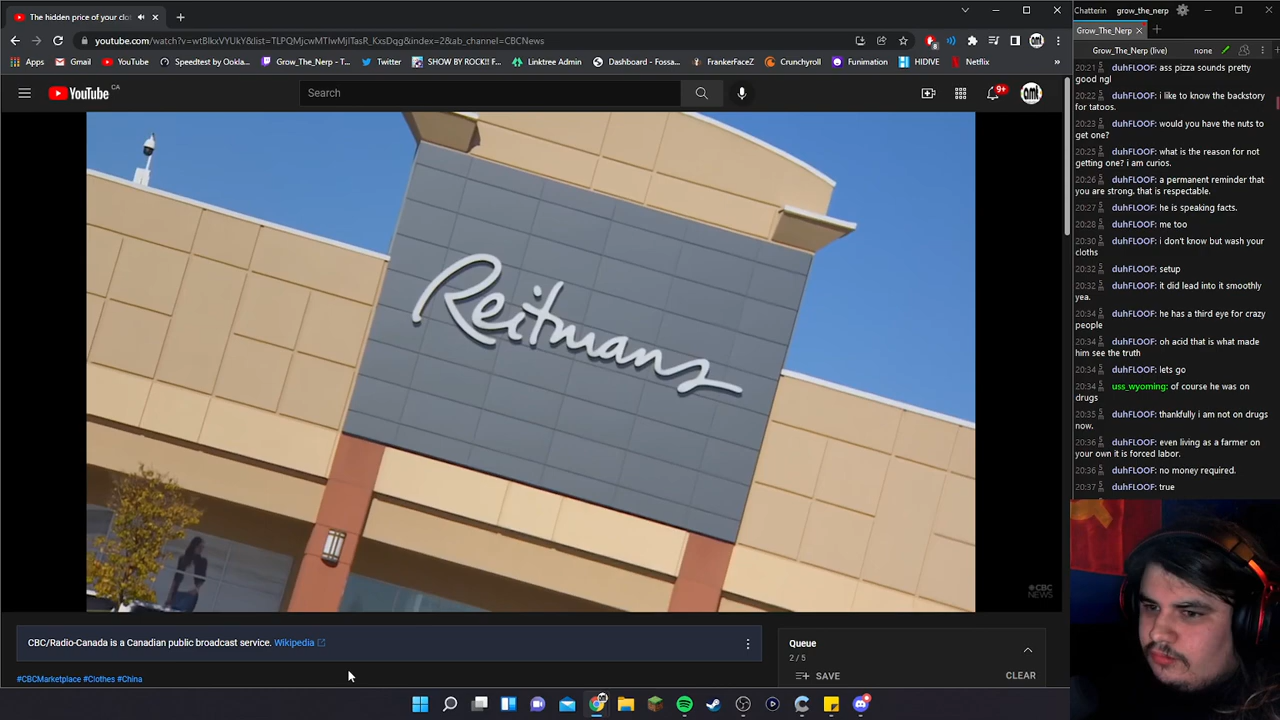 The hidden price of your clo
youtube.com/watch?v=wtBIkxVYUkY&list=TLPQMjcwMTIwMjITasR_KxsDqg&index=2&ab_channel=CBCNews
Apps
Gmail
YouTube
Speedtest by Ookla...
Grow_The_Nerp - T...
Twitter
SHOW BY ROCK!! F...
Linktree Admin
Dashboard - Fossa...
FrankerFaceZ
Crunchyroll
Funimation
HIDIVE
Netflix
YouTube CA
Search
9+
Reitmans
CBC
NEWS
CBC/Radio-Canada is a Canadian public broadcast service. Wikipedia
#CBCMarketplace #Clothes #China
Queue
2 / 5
SAVE
CLEAR
Chatterin
grow_the_nerp
Grow_The_Nerp
Grow_The_Nerp (live)
none
20:21 duhFLOOF: ass pizza sounds pretty
good ngl
20:22 duhFLOOF: i like to know the backstory
for tatoos.
20:23 duhFLOOF: would you have the nuts to
get one?
20:25 duhFLOOF: what is the reason for not
getting one? i am curios.
20:26 duhFLOOF: a permanent reminder that
you are strong. that is respectable.
20:27 duhFLOOF: he is speaking facts.
20:28 duhFLOOF: me too
20:30 duhFLOOF: i don't know but wash your
cloths
20:32 duhFLOOF: setup
20:32 duhFLOOF: it did lead into it smoothly
yea.
20:34 duhFLOOF: he has a third eye for crazy
people
20:34 duhFLOOF: oh acid that is what made
him see the truth
20:34 duhFLOOF: lets go
20:34 uss_wyoming: of course he was on
drugs
20:35 duhFLOOF: thankfully i am not on drugs
now.
20:36 duhFLOOF: even living as a farmer on
your own it is forced labor.
20:36 duhFLOOF: no money required.
20:37 duhFLOOF: true